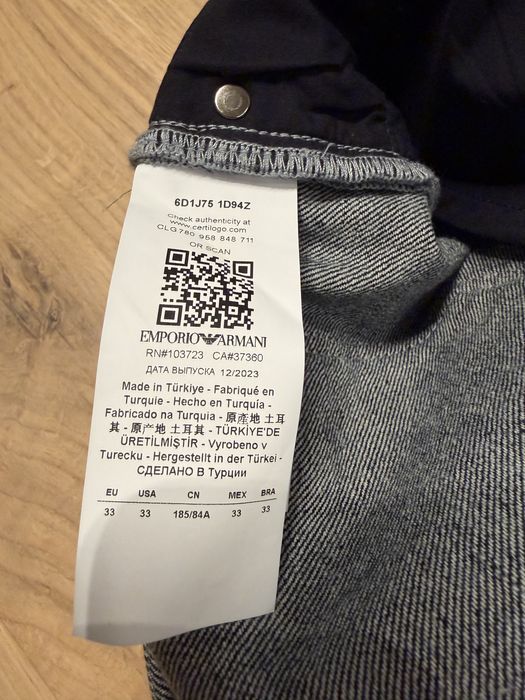 6D1J75 1D94Z
Check authenticity at
www.certilogo.com
CLG 780 968 848 711
OR SCAN
EMPORIO ARMANI
RN#103723 CA#37360
ДАТА ВЫПУСКА 12/2023
Made in Türkiye - Fabriqué en
Turquie - Hecho en Turquía -
Fabricado na Turquia - 原產地 土耳
其 - 原产地 土耳其 - TÜRKİYE'DE
ÜRETİLMİŞTİR - Vyrobeno v
Turecku - Hergestellt in der Türkei -
СДЕЛАНО В Турции
EU USA CN MEX BRA
33 33 185/84A 33 33